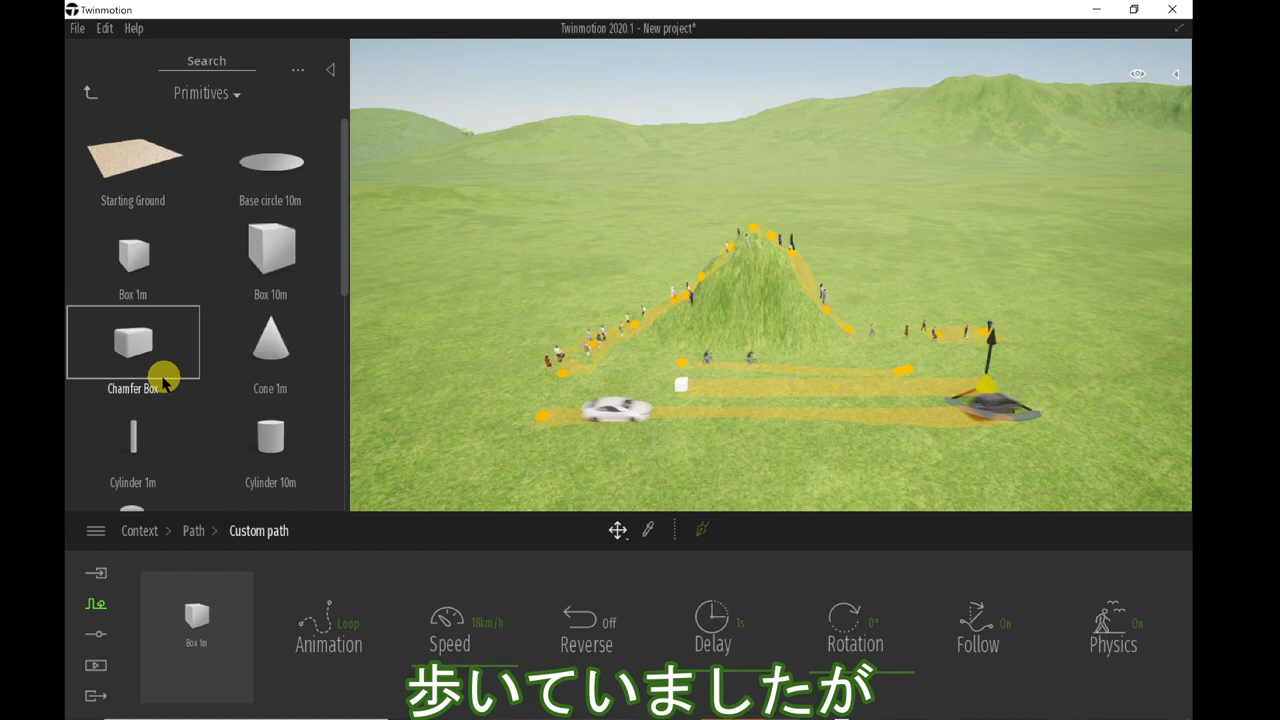 Twinmotion
File Edit Help
Twinmotion 2020.1 - New project*
Search
Primitives
Starting Ground
Base circle 10m
Box 1m
Box 10m
Chamfer Box
Cone 1m
Cylinder 1m
Cylinder 10m
Context > Path > Custom path
Box 1m
Loop
Animation
18km/h
Speed
Off
Reverse
1s
Delay
0°
Rotation
On
Follow
On
Physics
歩いていましたが